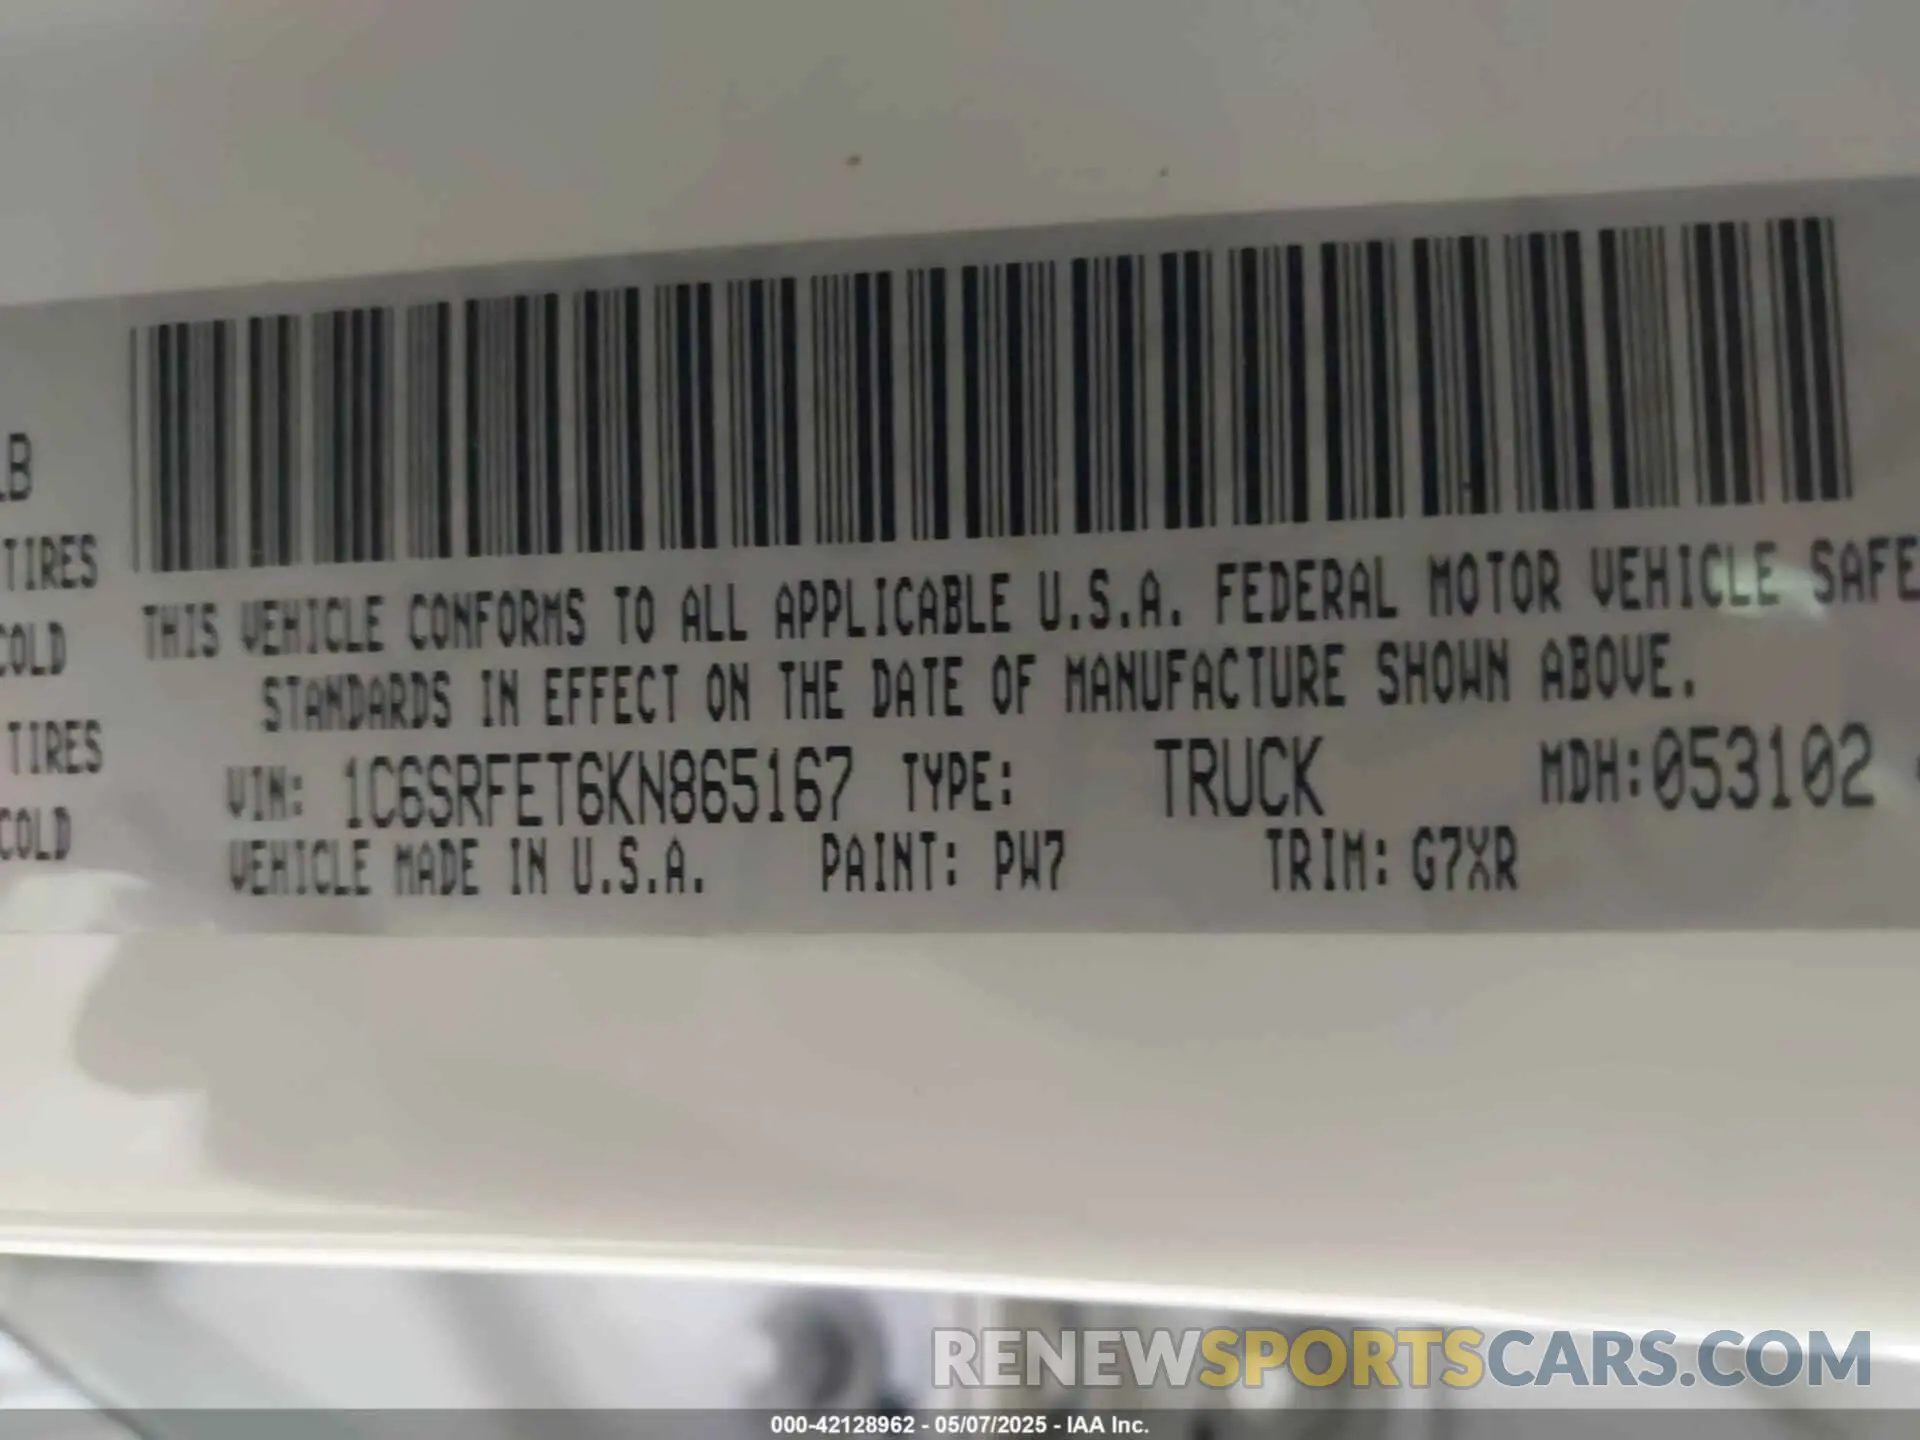 LB
TIRES
COLD
TIRES
COLD
THIS VEHICLE CONFORMS TO ALL APPLICABLE U.S.A. FEDERAL MOTOR VEHICLE SAFE
STANDARDS IN EFFECT ON THE DATE OF MANUFACTURE SHOWN ABOVE.
VIN: 1C6SRFET6KN865167 TYPE: TRUCK MDH:053102
VEHICLE MADE IN U.S.A. PAINT: PW7 TRIM: G7XR
RENEWSPORTSCARS.COM
000-42128962 - 05/07/2025 - IAA Inc.